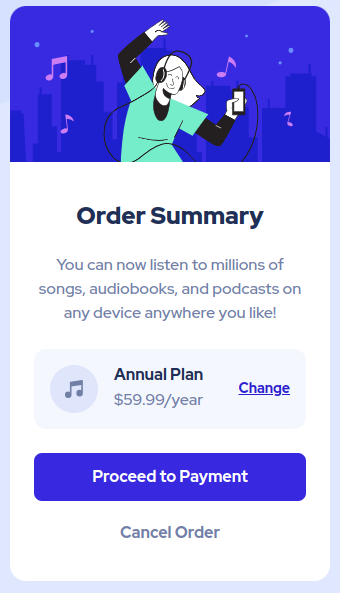 Order Summary
You can now listen to millions of
songs, audiobooks, and podcasts on
any device anywhere you like!
Annual Plan
$59.99/year
Change
Proceed to Payment
Cancel Order